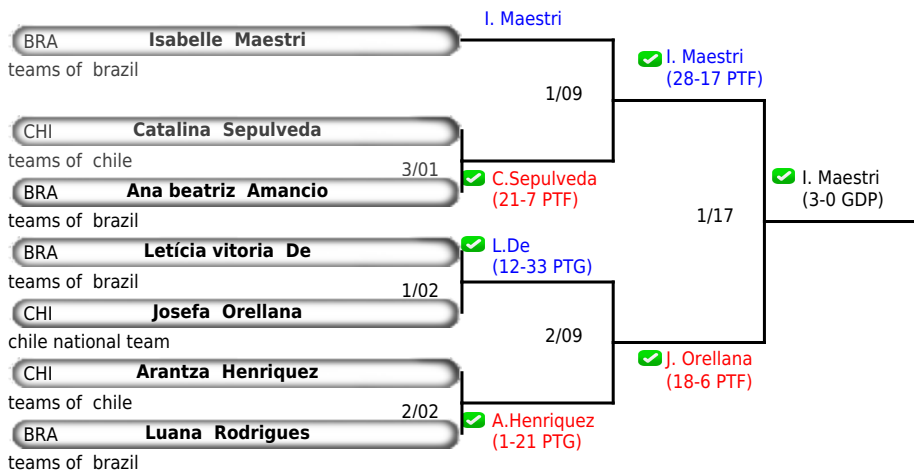 BRA Isabelle Maestri
teams of brazil
CHI Catalina Sepulveda
teams of chile
BRA Ana beatriz Amancio
teams of brazil
BRA Letícia vitoria De
teams of brazil
CHI Josefa Orellana
chile national team
CHI Arantza Henriquez
teams of chile
BRA Luana Rodrigues
teams of brazil
3/01
1/02
2/02
I. Maestri
C.Sepulveda
(21-7 PTF)
L.De
(12-33 PTG)
A.Henriquez
(1-21 PTG)
1/09
2/09
I. Maestri
(28-17 PTF)
J. Orellana
(18-6 PTF)
1/17
I. Maestri
(3-0 GDP)